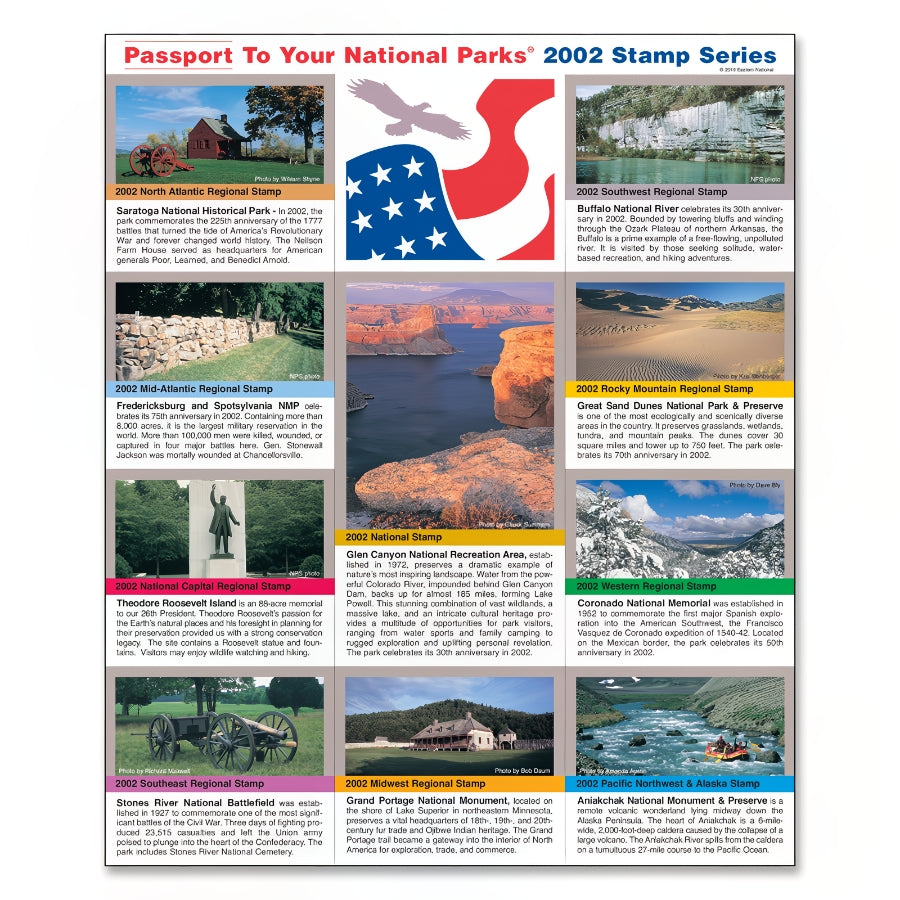 Passport To Your National Parks® 2002 Stamp Series
© 2010 Eastern National
Photo by William Styne
2002 North Atlantic Regional Stamp
Saratoga National Historical Park - In 2002, the
park commemorates the 225th anniversary of the 1777
battles that turned the tide of America's Revolutionary
War and forever changed world history. The Neilson
Farm House served as headquarters for American
generals Poor, Learned, and Benedict Arnold.
NPS photo
2002 Southwest Regional Stamp
Buffalo National River celebrates its 30th anniver-
sary in 2002. Bounded by towering bluffs and winding
through the Ozark Plateau of northern Arkansas, the
Buffalo is a prime example of a free-flowing, unpolluted
river. It is visited by those seeking solitude, water-
based recreation, and hiking adventures.
NPS photo
2002 Mid-Atlantic Regional Stamp
Fredericksburg and Spotsylvania NMP cele-
brates its 75th anniversary in 2002. Containing more than
8,000 acres, it is the largest military reservation in the
world. More than 100,000 men were killed, wounded, or
captured in four major battles here. Gen. Stonewall
Jackson was mortally wounded at Chancellorsville.
Photo by Chuck Summers
2002 National Stamp
Glen Canyon National Recreation Area, estab-
lished in 1972, preserves a dramatic example of
nature's most inspiring landscape. Water from the pow-
erful Colorado River, impounded behind Glen Canyon
Dam, backs up for almost 185 miles, forming Lake
Powell. This stunning combination of vast wildlands, a
massive lake, and an intricate cultural heritage pro-
vides a multitude of opportunities for park visitors,
ranging from water sports and family camping to
rugged exploration and uplifting personal revelation.
The park celebrates its 30th anniversary in 2002.
Photo by
2002 Rocky Mountain Regional Stamp
Great Sand Dunes National Park & Preserve
is one of the most ecologically and scenically diverse
areas in the country. It preserves grasslands, wetlands,
tundra, and mountain peaks. The dunes cover 30
square miles and tower up to 750 feet. The park cele-
brates its 70th anniversary in 2002.
NPS photo
2002 National Capital Regional Stamp
Theodore Roosevelt Island is an 88-acre memorial
to our 26th President. Theodore Roosevelt's passion for
the Earth's natural places and his foresight in planning for
their preservation provided us with a strong conservation
legacy. The site contains a Roosevelt statue and foun-
tains. Visitors may enjoy wildlife watching and hiking.
Photo by Dave Bly
2002 Western Regional Stamp
Coronado National Memorial was established in
1952 to commemorate the first major Spanish explo-
ration into the American Southwest, the Francisco
Vasquez de Coronado expedition of 1540-42. Located
on the Mexican border, the park celebrates its 50th
anniversary in 2002.
Photo by Richard
2002 Southeast Regional Stamp
Stones River National Battlefield was estab-
lished in 1927 to commemorate one of the most signif-
icant battles of the Civil War. Three days of fighting pro-
duced 23,515 casualties and left the Union army
poised to plunge into the heart of the Confederacy. The
park includes Stones River National Cemetery.
Photo by Bob Daum
2002 Midwest Regional Stamp
Grand Portage National Monument, located on
the shore of Lake Superior in northeastern Minnesota,
preserves a vital headquarters of 18th-, 19th-, and 20th-
century fur trade and Ojibwe Indian heritage. The Grand
Portage trail became a gateway into the interior of North
America for exploration, trade, and commerce.
Photo by Amanda Austin
2002 Pacific Northwest & Alaska Stamp
Aniakchak National Monument & Preserve is a
remote volcanic wonderland lying midway down the
Alaska Peninsula. The heart of Aniakchak is a 6-mile-
wide, 2,000-foot-deep caldera caused by the collapse of a
large volcano. The Aniakchak River spills from the caldera
on a tumultuous 27-mile course to the Pacific Ocean.